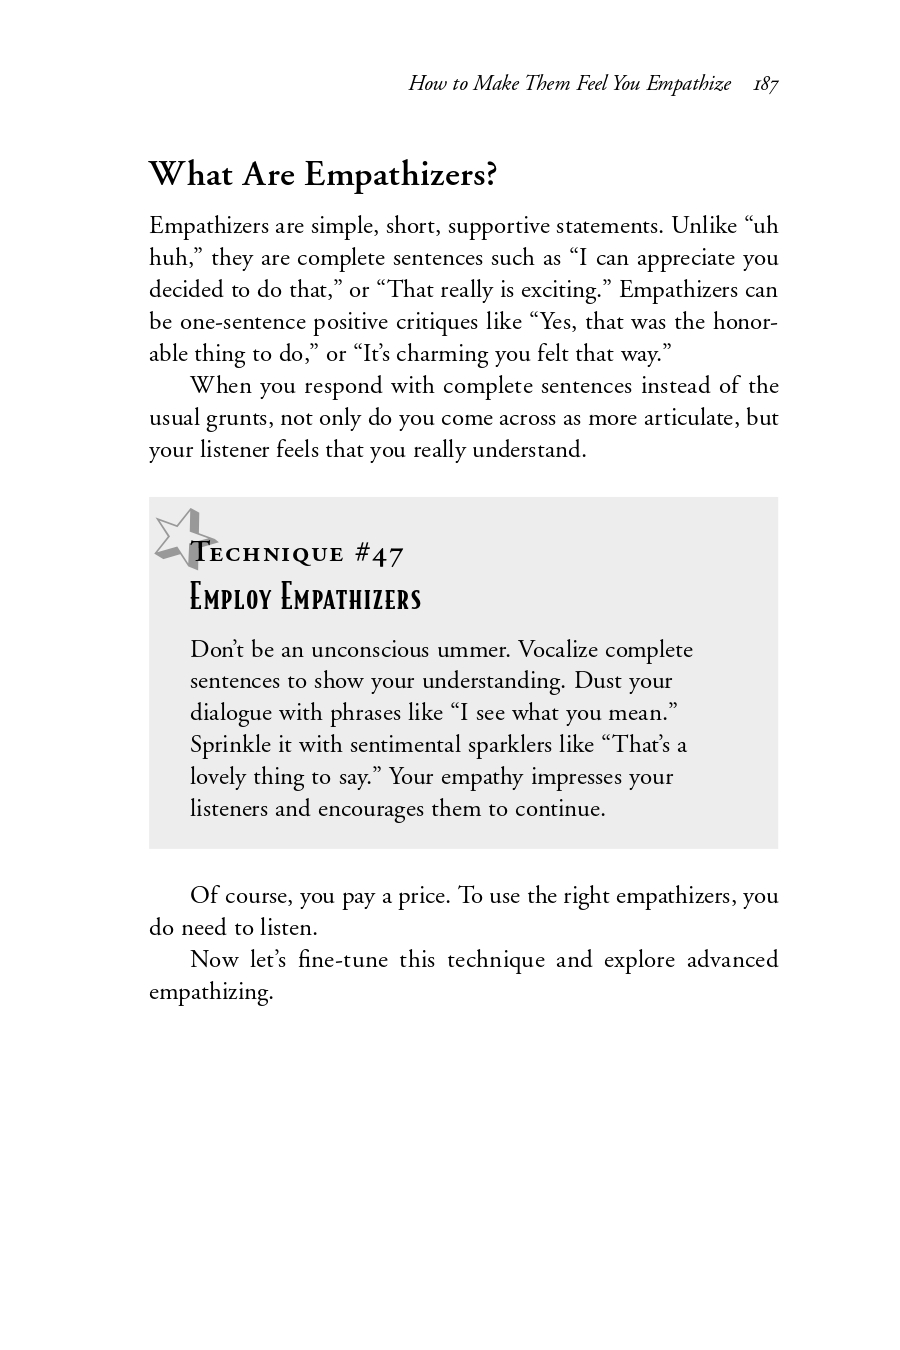 How to Make Them Feel You Empathize 187
What Are Empathizers?
Empathizers are simple, short, supportive statements. Unlike “uh
huh,” they are complete sentences such as “I can appreciate you
decided to do that,” or “That really is exciting.” Empathizers can
be one-sentence positive critiques like “Yes, that was the honor-
able thing to do,” or “It’s charming you felt that way.”
When you respond with complete sentences instead of the
usual grunts, not only do you come across as more articulate, but
your listener feels that you really understand.
Technique #47
Employ Empathizers
Don’t be an unconscious ummer. Vocalize complete
sentences to show your understanding. Dust your
dialogue with phrases like “I see what you mean.”
Sprinkle it with sentimental sparklers like “That’s a
lovely thing to say.” Your empathy impresses your
listeners and encourages them to continue.
Of course, you pay a price. To use the right empathizers, you
do need to listen.
Now let’s fine-tune this technique and explore advanced
empathizing.